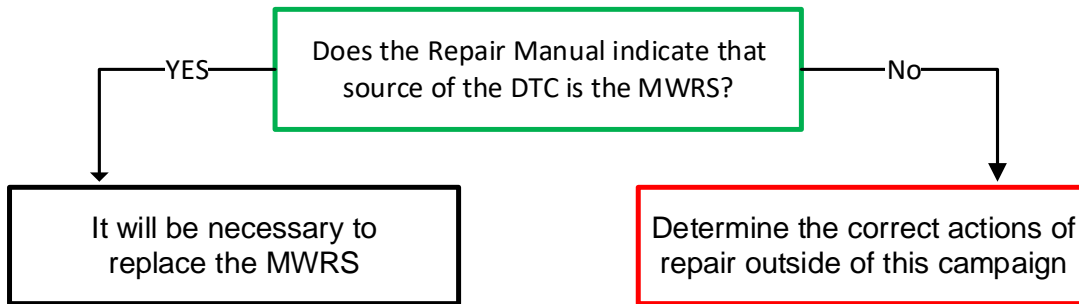 Does the Repair Manual indicate that
source of the DTC is the MWRS?
YES
No
It will be necessary to
replace the MWRS
Determine the correct actions of
repair outside of this campaign